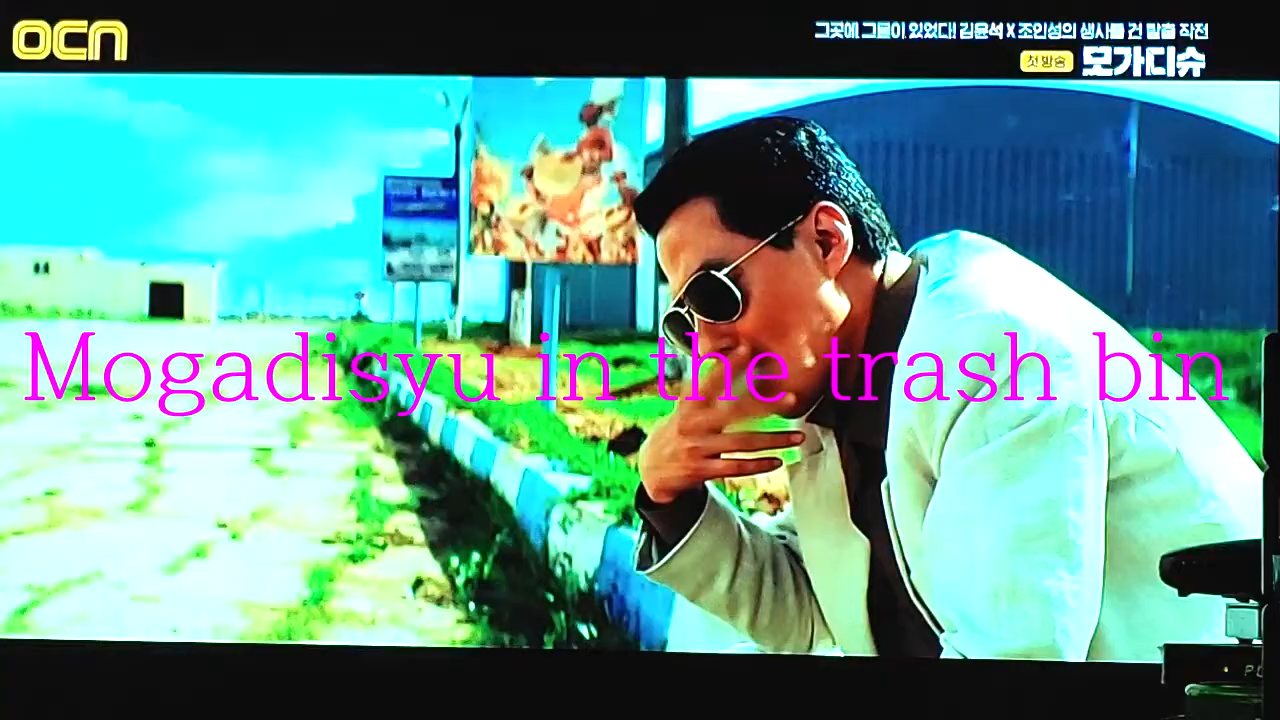 OCN
그곳에 그들이 있었다! 김윤석 X 조인성의 생사를 건 탈출 작전
첫방송 모가디슈
Mogadisyu in the trash bin